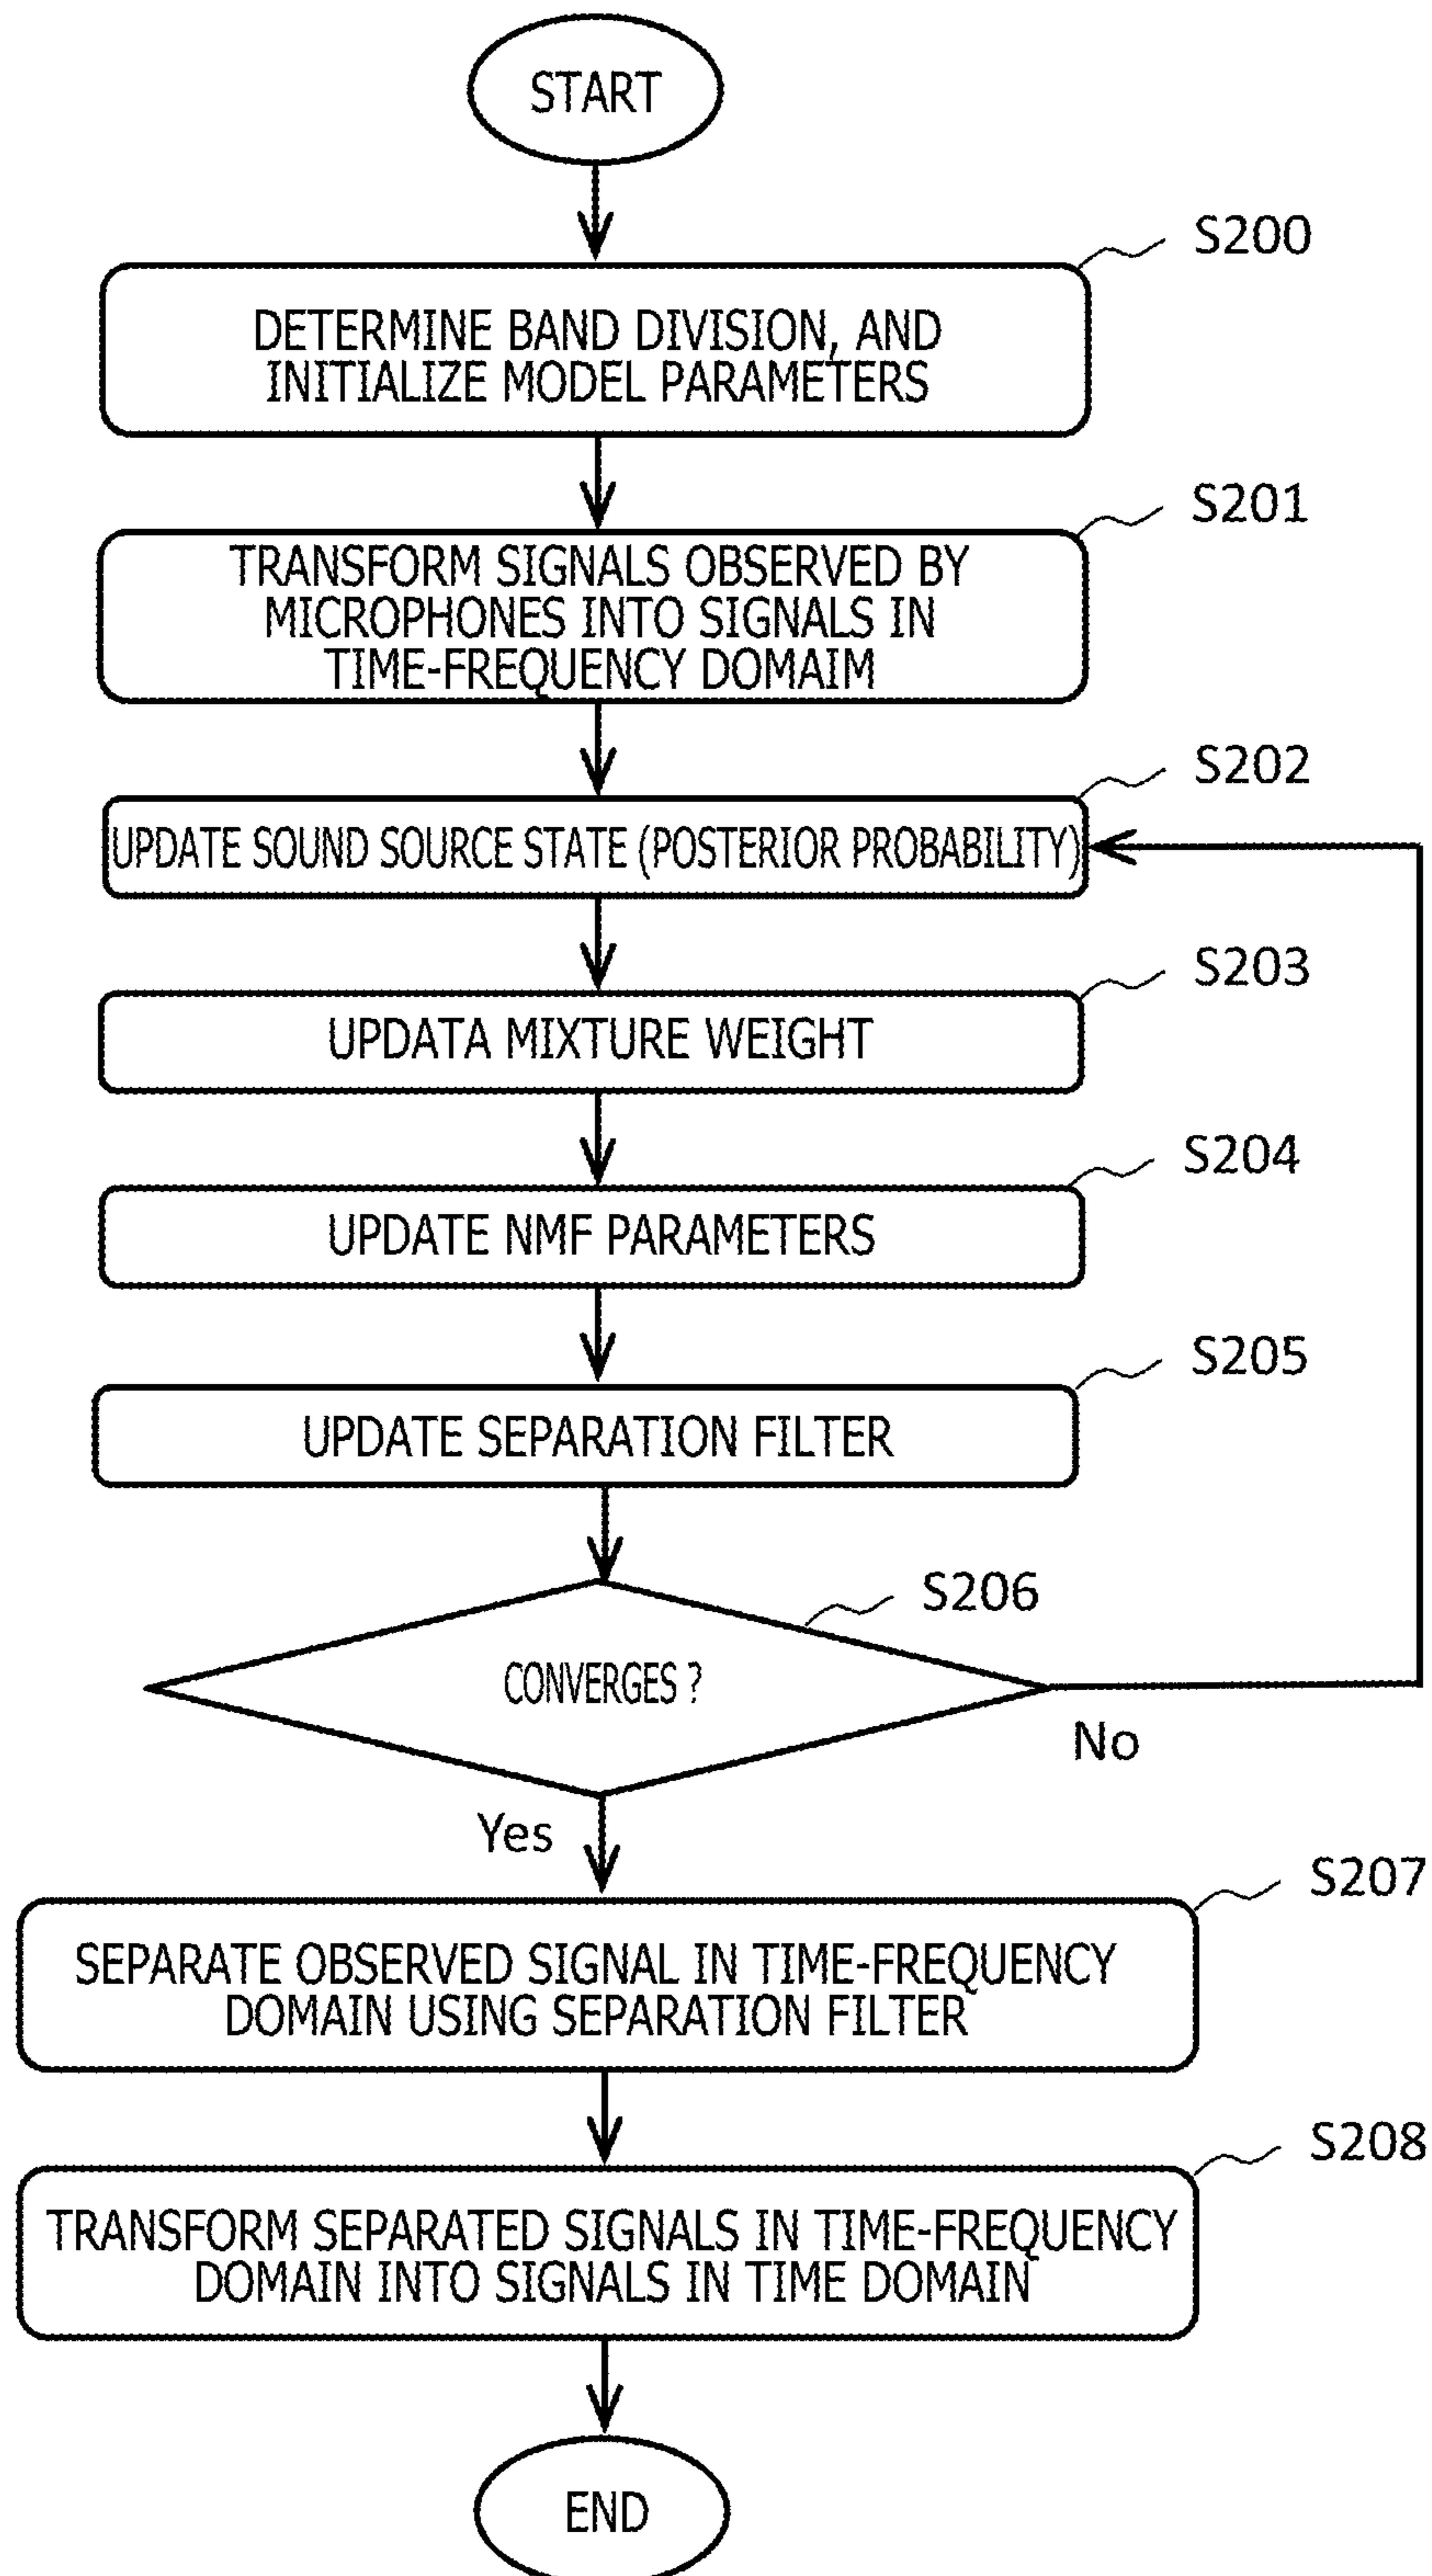 START
S200
DETERMINE BAND DIVISION, AND
INITIALIZE MODEL PARAMETERS
S201
TRANSFORM SIGNALS OBSERVED BY
MICROPHONES INTO SIGNALS IN
TIME-FREQUENCY DOMAIM
S202
UPDATE SOUND SOURCE STATE (POSTERIOR PROBABILITY)
S203
UPDATA MIXTURE WEIGHT
S204
UPDATE NMF PARAMETERS
S205
UPDATE SEPARATION FILTER
S206
CONVERGES ?
No
Yes
S207
SEPARATE OBSERVED SIGNAL IN TIME-FREQUENCY
DOMAIN USING SEPARATION FILTER
S208
TRANSFORM SEPARATED SIGNALS IN TIME-FREQUENCY
DOMAIN INTO SIGNALS IN TIME DOMAIN
END